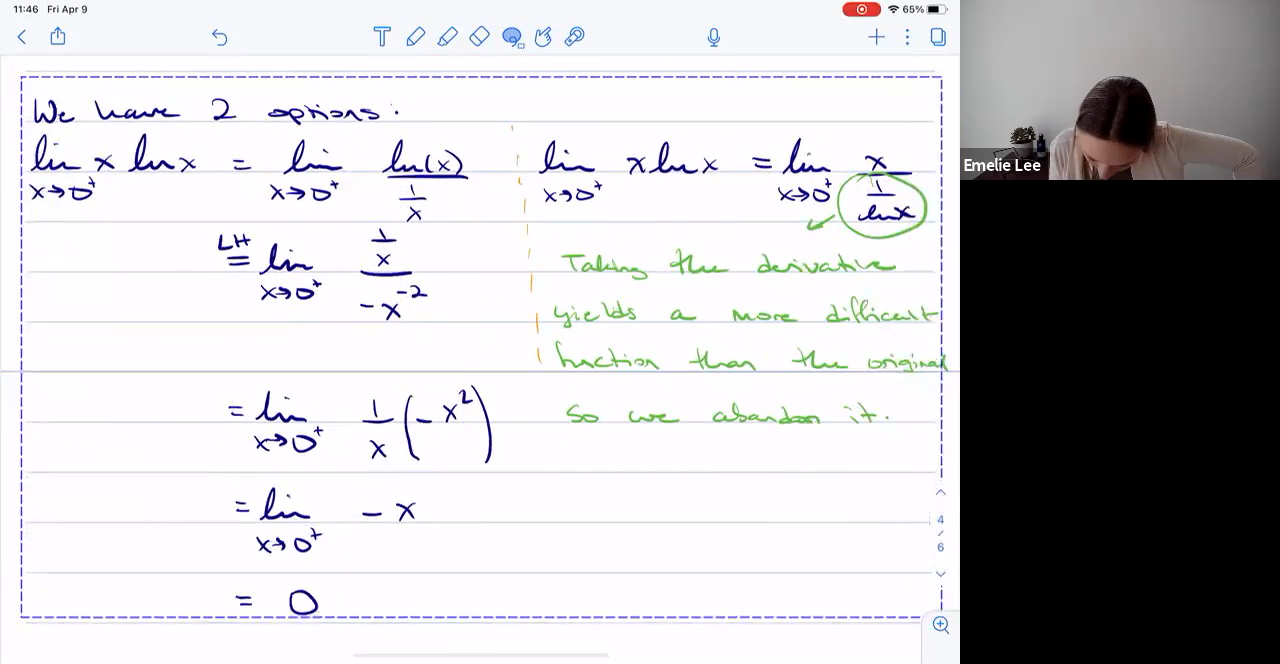 11:46 Fri Apr 9
65%
We have 2 options:
lim x→0⁺ x ln x = lim x→0⁺ ln(x) / (1/x)
LH = lim x→0⁺ (1/x) / (-x⁻²)
= lim x→0⁺ 1/x (-x²)
= lim x→0⁺ -x
= 0
lim x→0⁺ x ln x = lim x→0⁺ x / (1/ln x)
Taking the derivative
yields a more difficult
function than the original
so we abandon it.
4
/
6
Emelie Lee